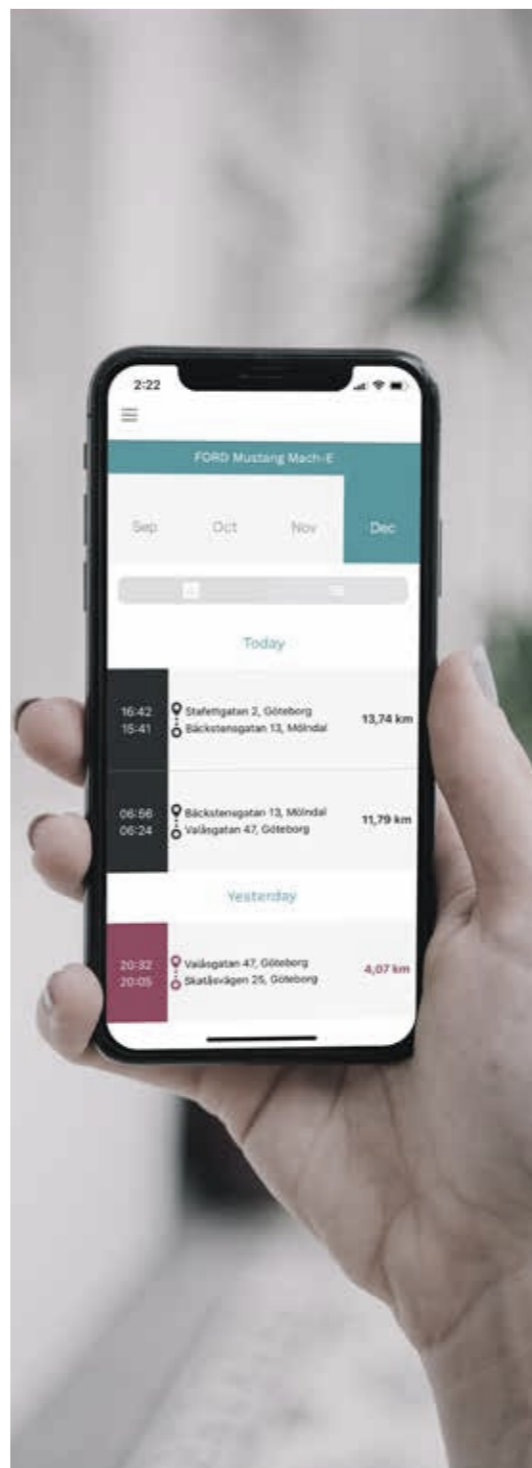 2:22
FORD Mustang Mach-E
Sep Oct Nov Dec
Today
16:42
15:41
Stafettgatan 2, Göteborg
Bäckstensgatan 13, Mölndal
13,74 km
06:56
06:24
Bäckstensgatan 13, Mölndal
Valåsgatan 47, Göteborg
11,79 km
Yesterday
20:32
20:05
Valåsgatan 47, Göteborg
Skatåsvägen 25, Göteborg
4,07 km